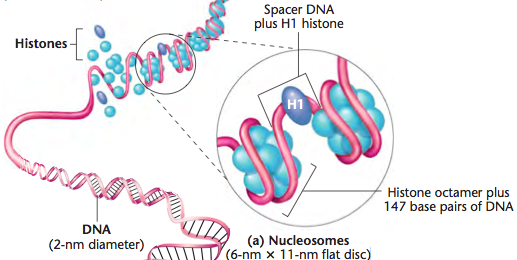 Spacer DNA
plus H1 histone
Histones
H1
Histone octamer plus
147 base pairs of DNA
DNA
(2-nm diameter)
(a) Nucleosomes
(6-nm × 11-nm flat disc)